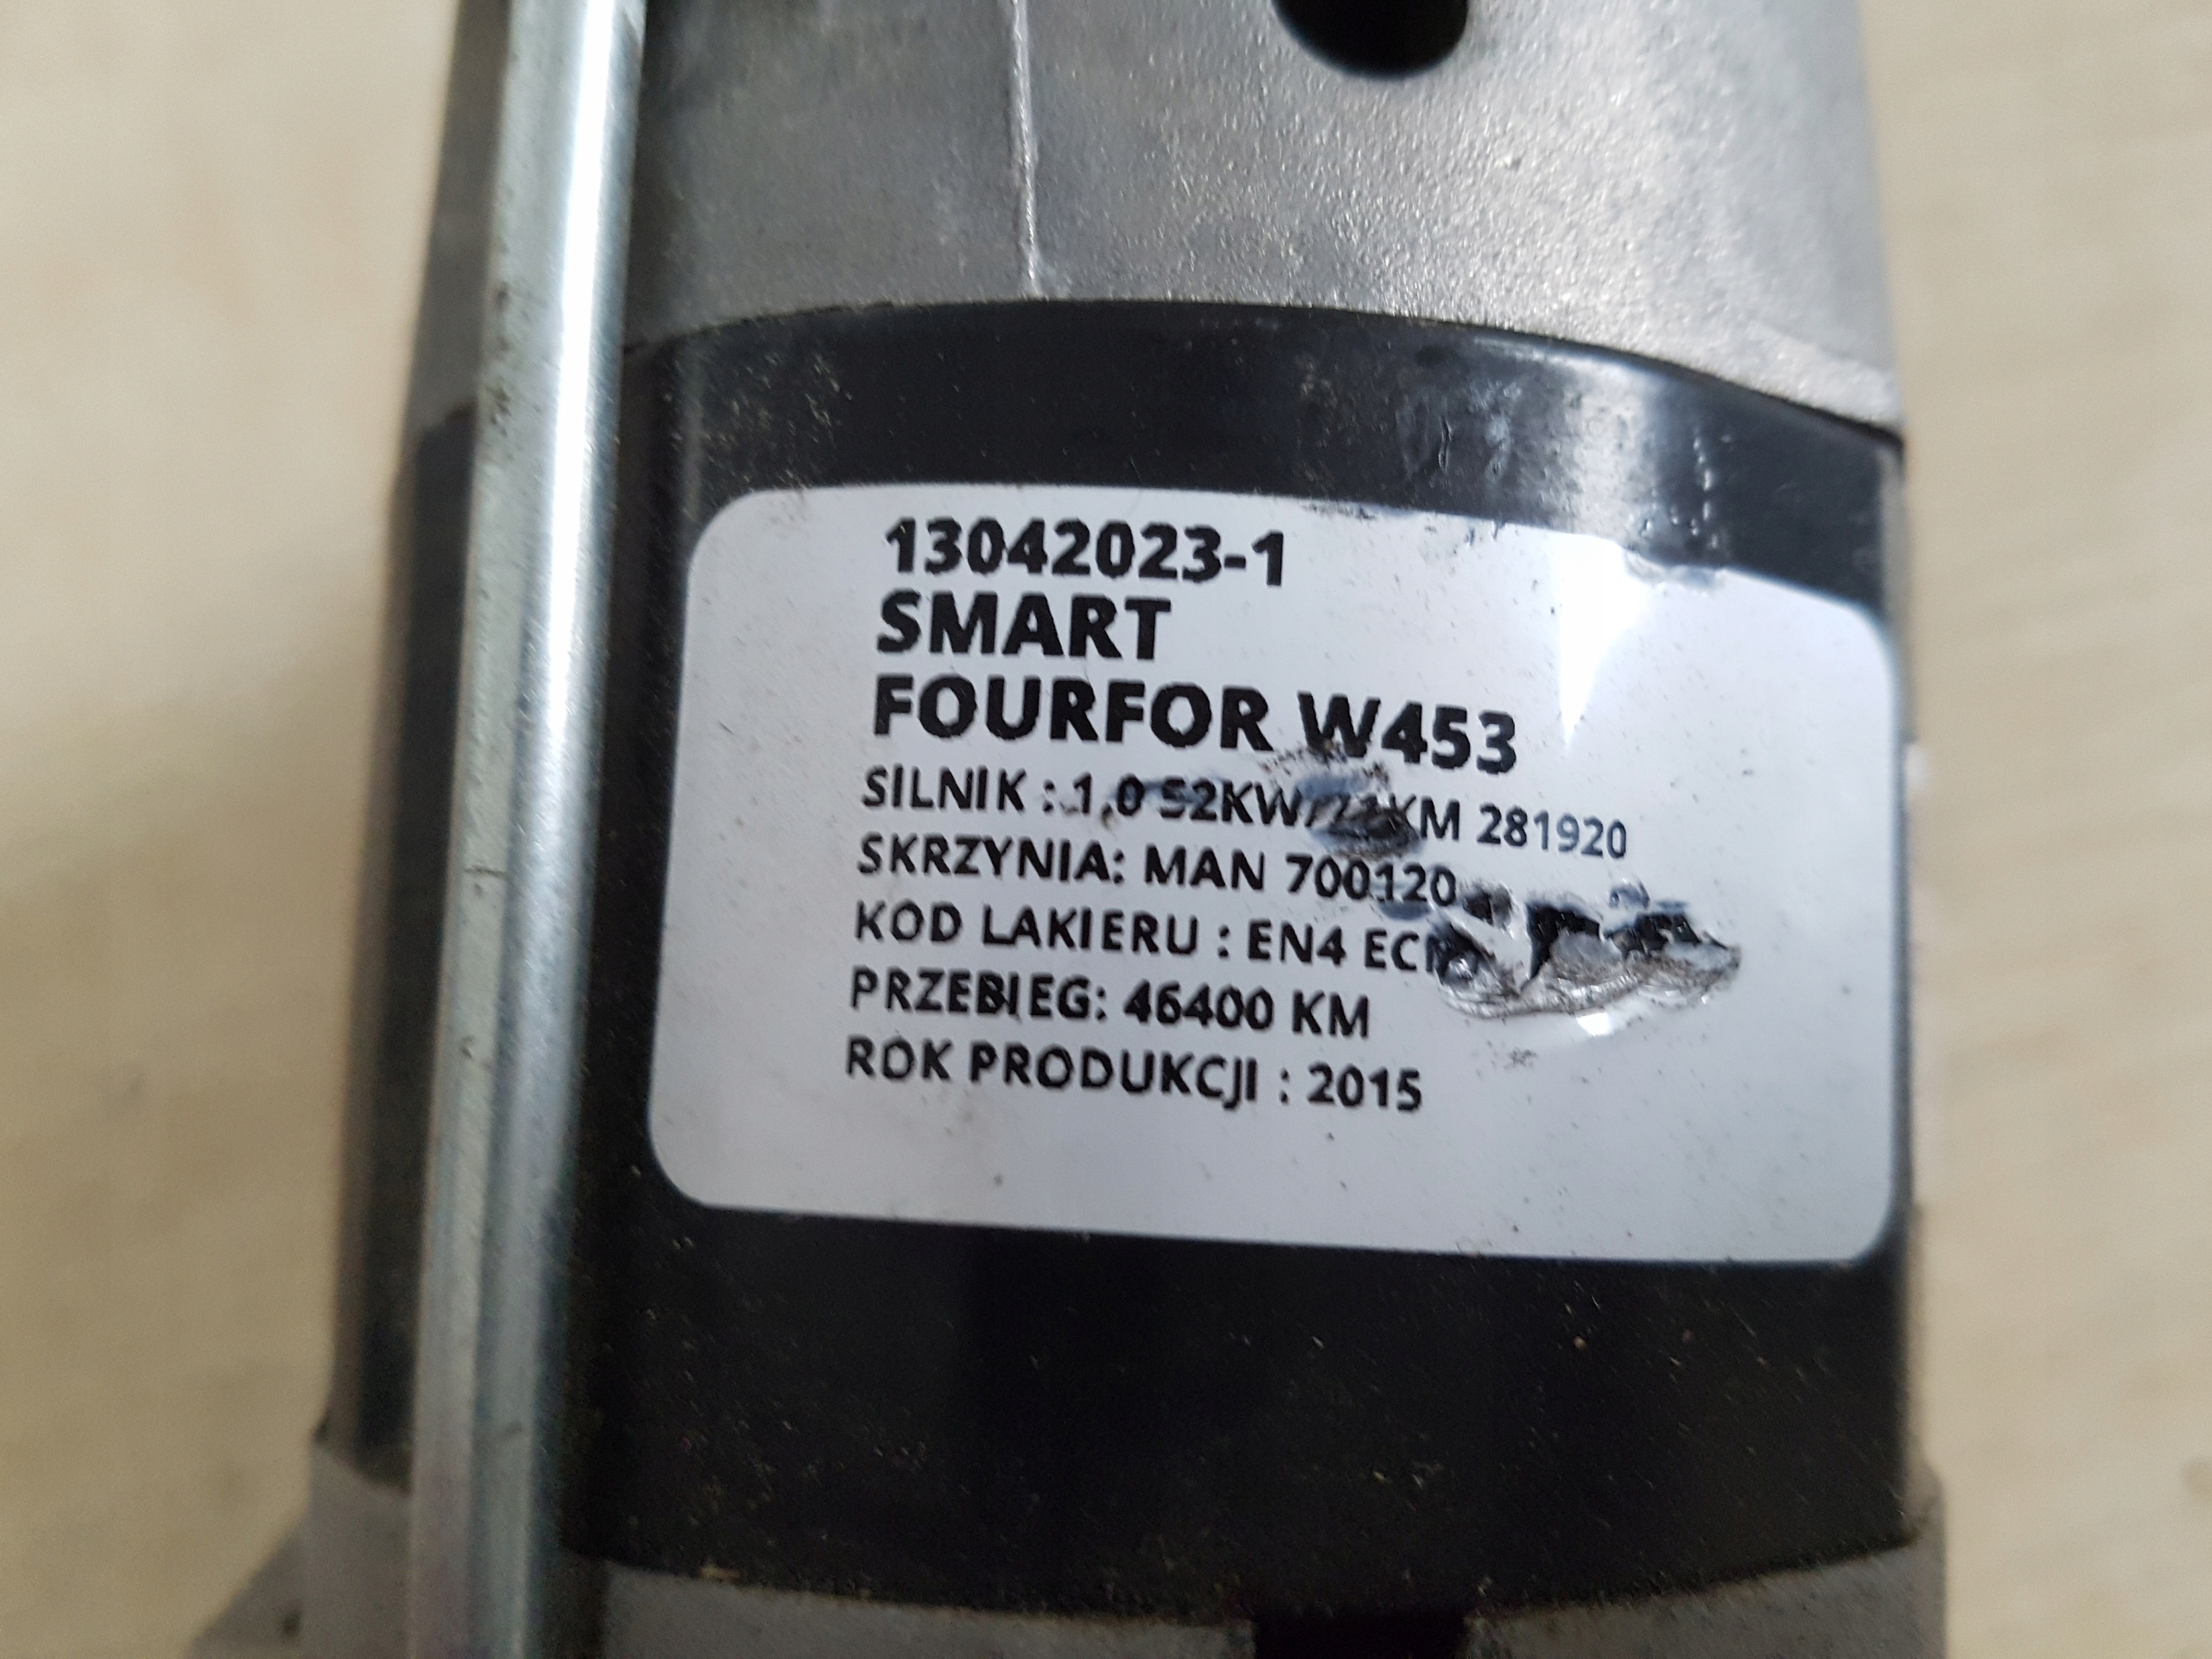 13042023-1
SMART
FOURFOR W453
SILNIK : 1,0 52KW/71KM 281920
SKRZYNIA: MAN 700120
KOD LAKIERU : EN4
PRZEBIEG: 46400 KM
ROK PRODUKCJI : 2015